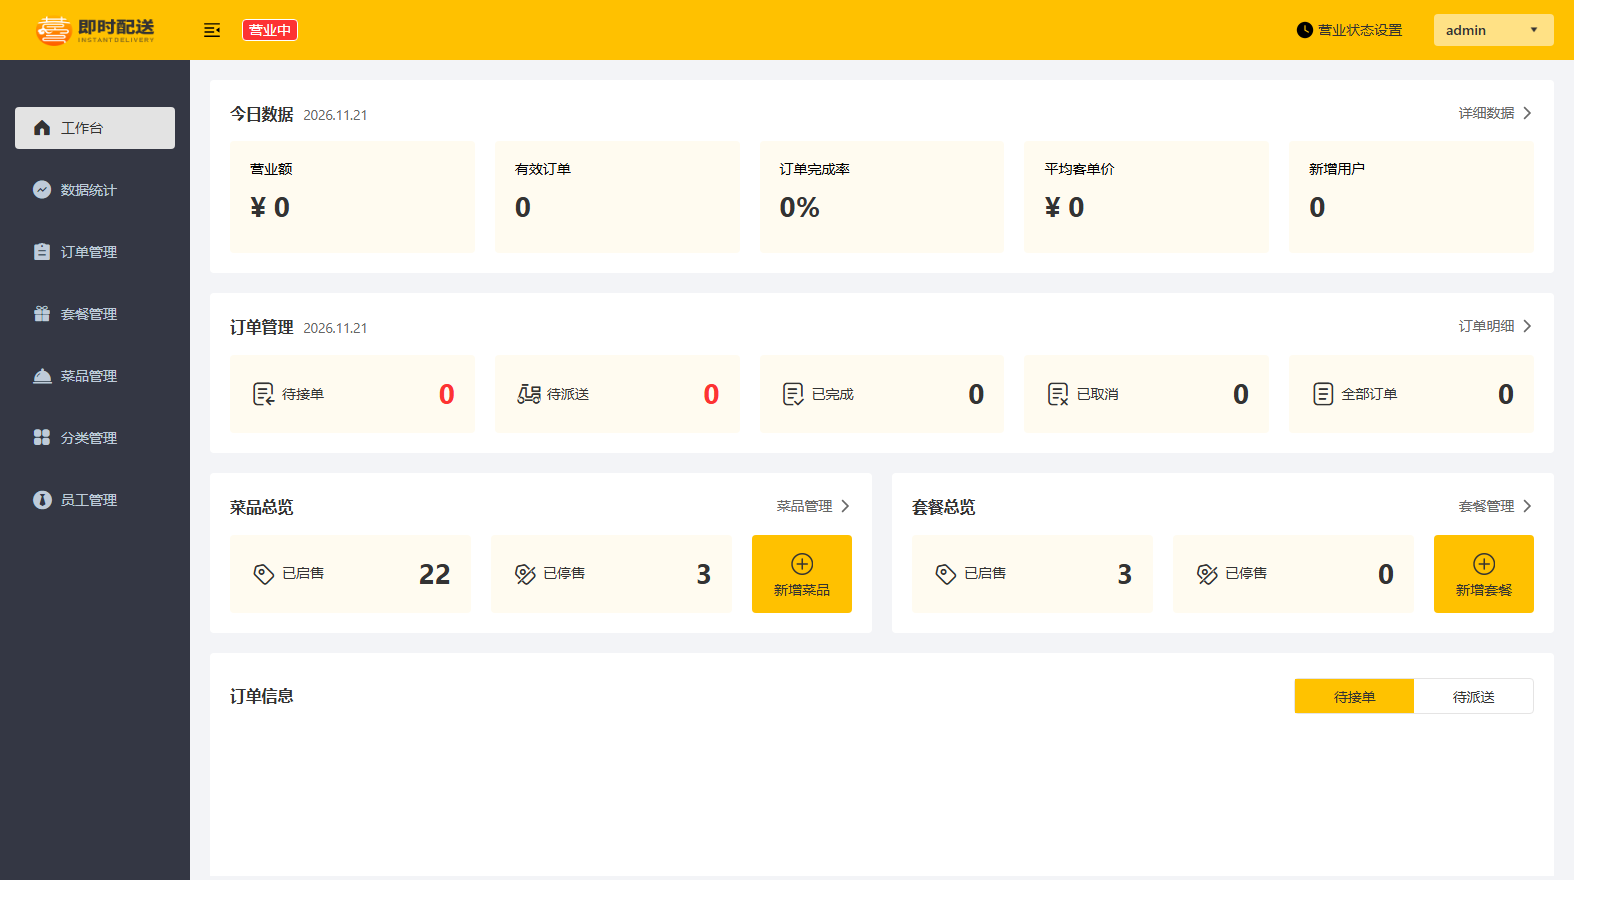 即时配送
INSTANTDELIVERY
营业中
营业状态设置
admin
工作台
数据统计
订单管理
套餐管理
菜品管理
分类管理
员工管理
今日数据 2026.11.21
详细数据
营业额
¥ 0
有效订单
0
订单完成率
0%
平均客单价
¥ 0
新增用户
0
订单管理 2026.11.21
订单明细
待接单 0
待派送 0
已完成 0
已取消 0
全部订单 0
菜品总览
菜品管理
已启售 22
已停售 3
新增菜品
套餐总览
套餐管理
已启售 3
已停售 0
新增套餐
订单信息
待接单
待派送